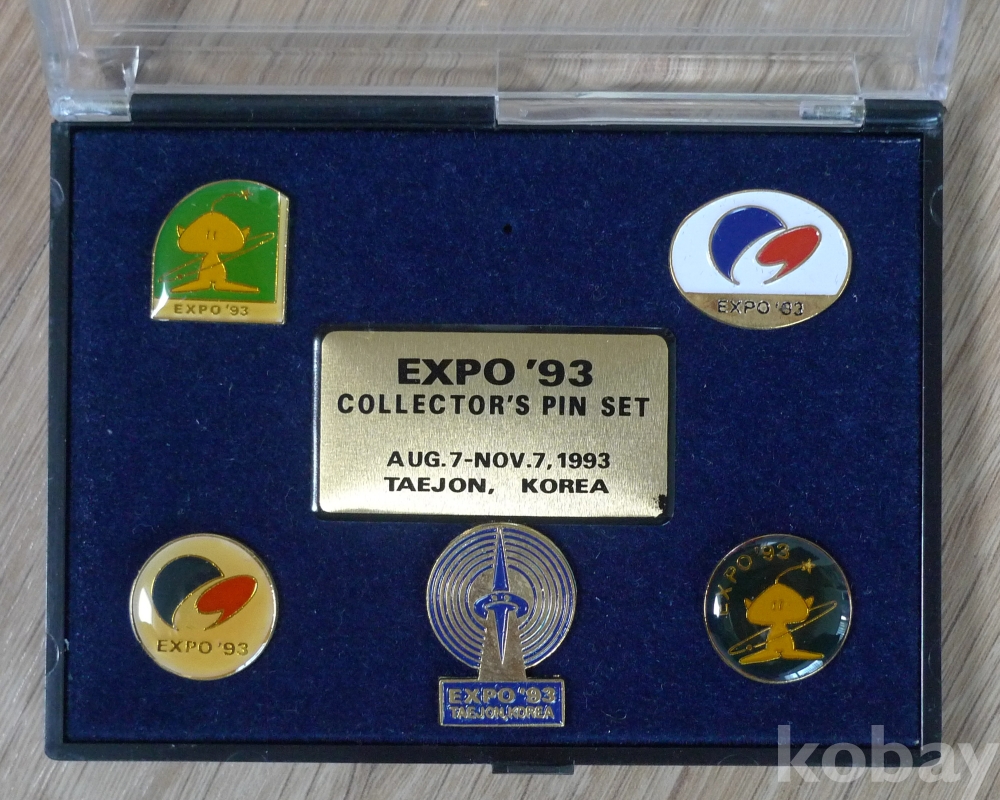 EXPO '93
EXPO '93
EXPO '93
COLLECTOR'S PIN SET
AUG.7-NOV.7,1993
TAEJON, KOREA
EXPO '93
EXPO '93
TAEJON,KOREA
EXPO '93
kobay